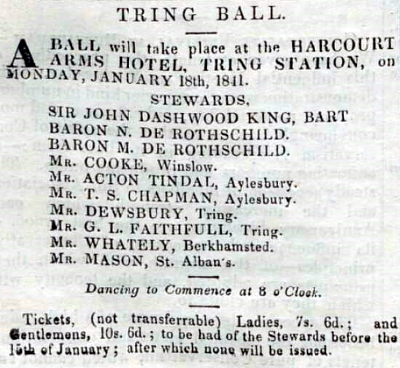 TRING BALL.
A BALL will take place at the HARCOURT
ARMS HOTEL, TRING STATION, on
MONDAY, JANUARY 18th, 1841.
STEWARDS,
SIR JOHN DASHWOOD KING, BART
BARON N. DE ROTHSCHILD.
BARON M. DE ROTHSCHILD.
MR. COOKE, Winslow.
MR. ACTON TINDAL, Aylesbury.
MR. T. S. CHAPMAN, Aylesbury.
MR. DEWSBURY, Tring.
MR. G. L. FAITHFULL, Tring.
MR. WHATELY, Berkhamsted.
MR. MASON, St. Alban's.
Dancing to Commence at 8 o'Clock.
Tickets, (not transferrable) Ladies, 7s. 6d.; and
Gentlemens, 10s. 6d.; to be had of the Stewards before the
15th of January; after which none will be issued.